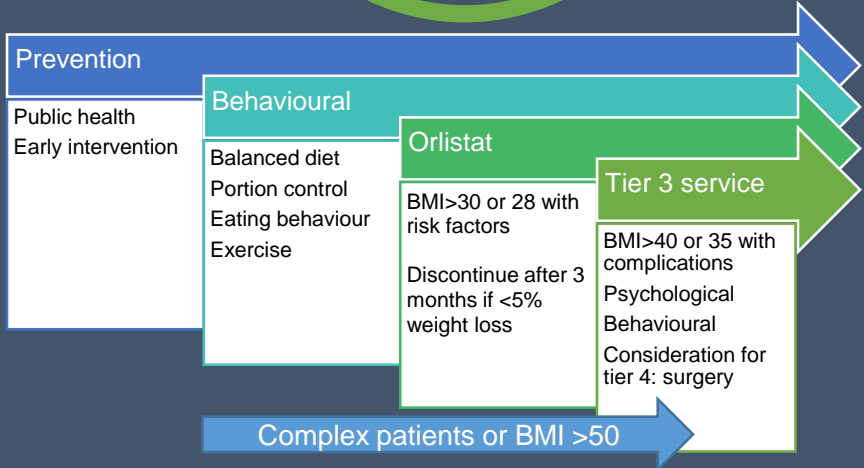 Prevention
Public health
Early intervention
Behavioural
Balanced diet
Portion control
Eating behaviour
Exercise
Orlistat
BMI>30 or 28 with
risk factors
Discontinue after 3
months if <5%
weight loss
Tier 3 service
BMI>40 or 35 with
complications
Psychological
Behavioural
Consideration for
tier 4: surgery
Complex patients or BMI >50